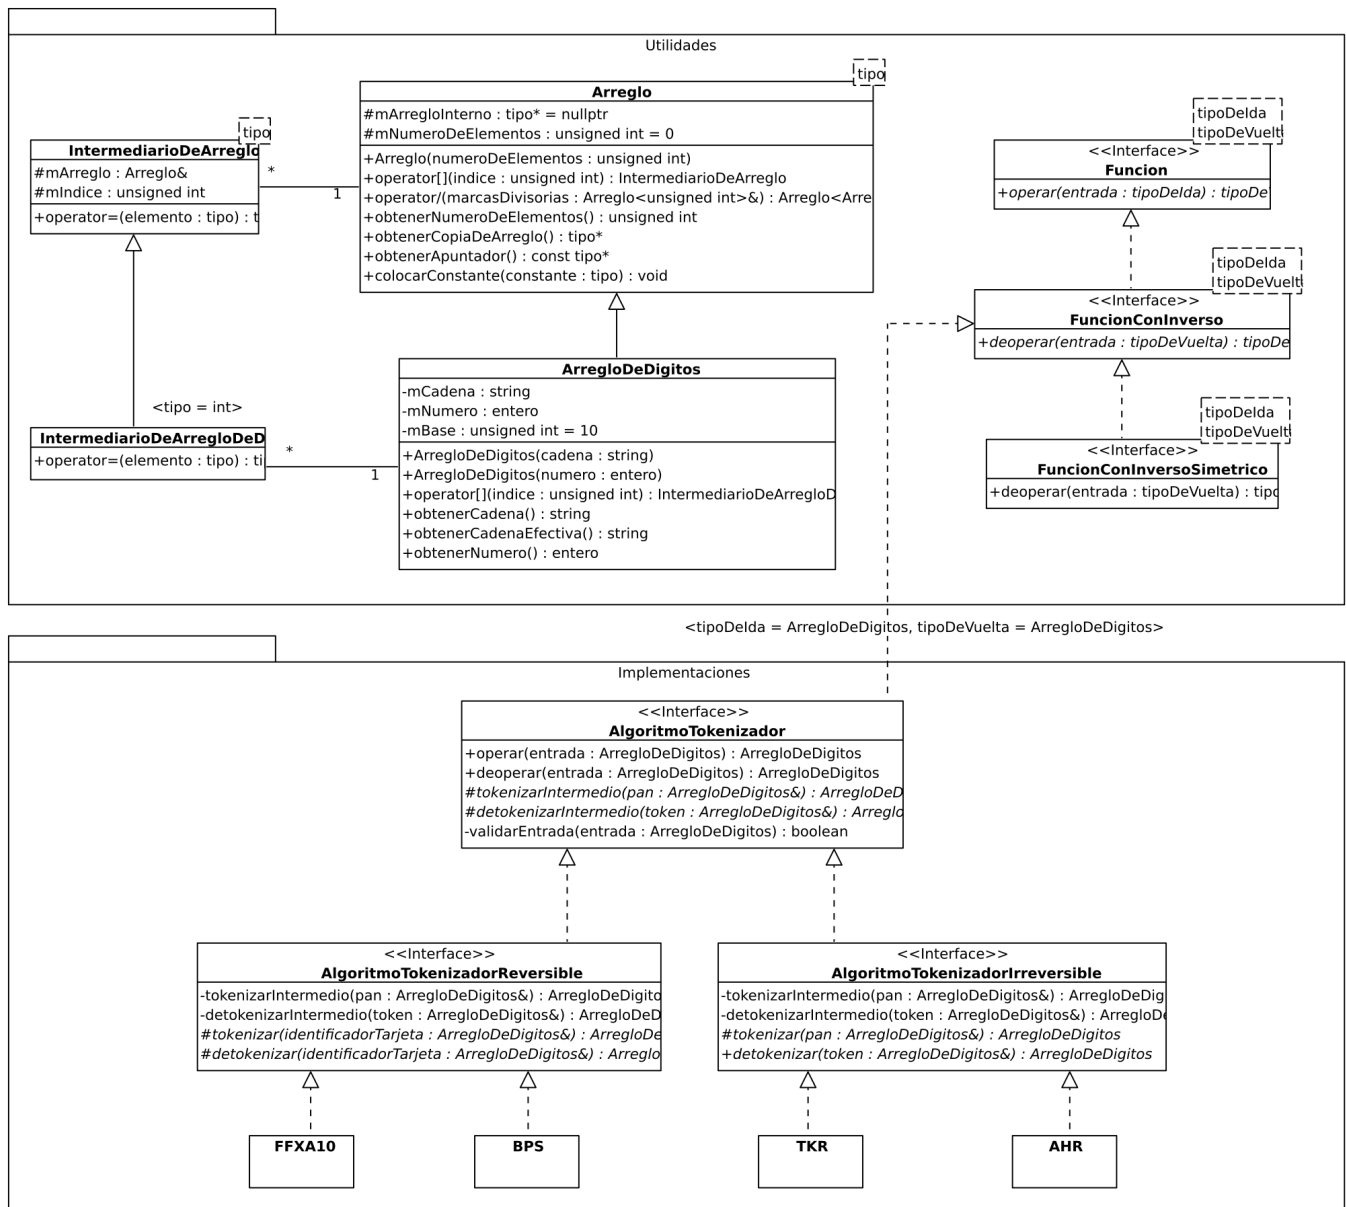 Utilidades
tipo
Arreglo
#mArregloInterno : tipo* = nullptr
#mNumeroDeElementos : unsigned int = 0
+Arreglo(numeroDeElementos : unsigned int)
+operator[](indice : unsigned int) : IntermediarioDeArreglo
+operator/(marcasDivisorias : Arreglo<unsigned int>&) : Arreglo<Arre
+obtenerNumeroDeElementos() : unsigned int
+obtenerCopiaDeArreglo() : tipo*
+obtenerApuntador() : const tipo*
+colocarConstante(constante : tipo) : void
tipo
IntermediarioDeArreglo
#mArreglo : Arreglo&
#mIndice : unsigned int
+operator=(elemento : tipo) : t
*
1
tipoDeIda
tipoDeVuelt
<<Interface>>
Funcion
+operar(entrada : tipoDeIda) : tipoDe
tipoDeIda
tipoDeVuelt
<<Interface>>
FuncionConInverso
+deoperar(entrada : tipoDeVuelta) : tipoDe
tipoDeIda
tipoDeVuelt
<<Interface>>
FuncionConInversoSimetrico
+deoperar(entrada : tipoDeVuelta) : tipo
<tipo = int>
IntermediarioDeArregloDeD
+operator=(elemento : tipo) : ti
*
1
ArregloDeDigitos
-mCadena : string
-mNumero : entero
-mBase : unsigned int = 10
+ArregloDeDigitos(cadena : string)
+ArregloDeDigitos(numero : entero)
+operator[](indice : unsigned int) : IntermediarioDeArregloD
+obtenerCadena() : string
+obtenerCadenaEfectiva() : string
+obtenerNumero() : entero
<tipoDeIda = ArregloDeDigitos, tipoDeVuelta = ArregloDeDigitos>
Implementaciones
<<Interface>>
AlgoritmoTokenizador
+operar(entrada : ArregloDeDigitos) : ArregloDeDigitos
+deoperar(entrada : ArregloDeDigitos) : ArregloDeDigitos
#tokenizarIntermedio(pan : ArregloDeDigitos&) : ArregloDeD
#detokenizarIntermedio(token : ArregloDeDigitos&) : Arreglo
-validarEntrada(entrada : ArregloDeDigitos) : boolean
<<Interface>>
AlgoritmoTokenizadorReversible
-tokenizarIntermedio(pan : ArregloDeDigitos&) : ArregloDeDigito
-detokenizarIntermedio(token : ArregloDeDigitos&) : ArregloDeD
#tokenizar(identificadorTarjeta : ArregloDeDigitos&) : ArregloDe
#detokenizar(identificadorTarjeta : ArregloDeDigitos&) : Arreglo
<<Interface>>
AlgoritmoTokenizadorIrreversible
-tokenizarIntermedio(pan : ArregloDeDigitos&) : ArregloDeDig
-detokenizarIntermedio(token : ArregloDeDigitos&) : ArregloDe
#tokenizar(pan : ArregloDeDigitos&) : ArregloDeDigitos
+detokenizar(token : ArregloDeDigitos&) : ArregloDeDigitos
FFXA10
BPS
TKR
AHR